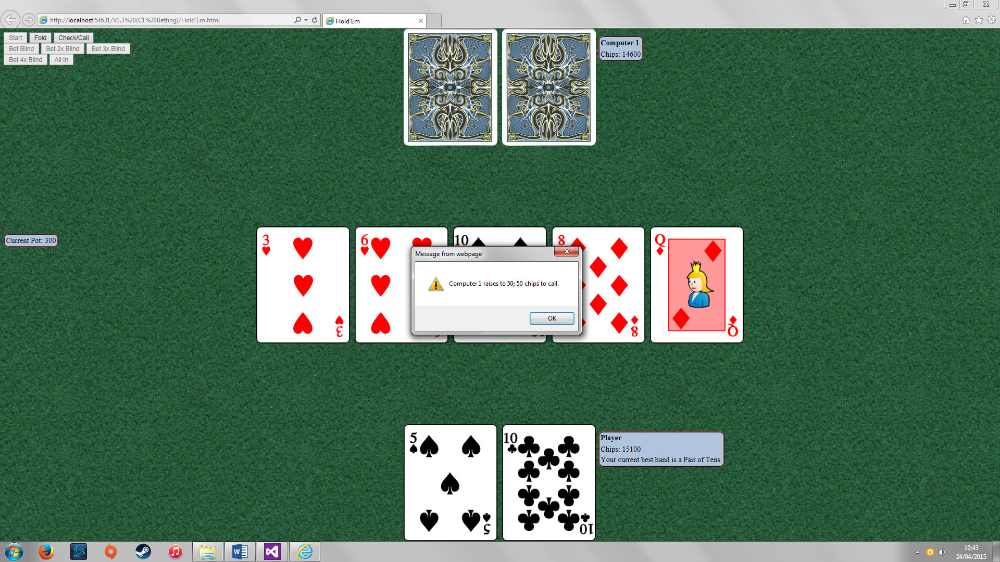 http://localhost:54631/V1.3%20(C1%20Betting)/Hold'Em.html
Hold'Em
Start Fold Check/Call
Bet Blind Bet 2x Blind Bet 3x Blind
Bet 4x Blind All In
Computer 1
Chips: 14600
Current Pot: 300
3
6
10
8
Q
Message from webpage
Computer 1 raises to 50; 50 chips to call.
OK
3
8
Q
5
10
Player
Chips: 15100
Your current best hand is a Pair of Tens.
5
10
10:43
24/04/2015